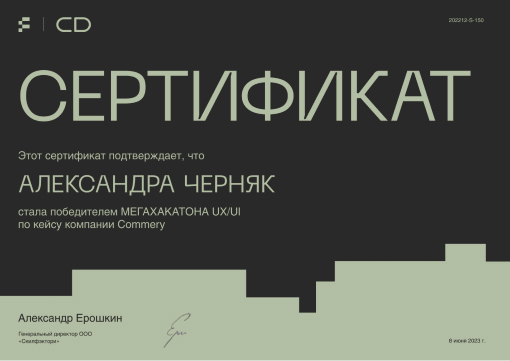 CD
202212-S-150
СЕРТИФИКАТ
Этот сертификат подтверждает, что
АЛЕКСАНДРА ЧЕРНЯК
стала победителем МЕГАХАКАТОНА UX/UI
по кейсу компании Commery
Александр Ерошкин
Генеральный директор ООО
«Скилфэктори»
8 июня 2023 г.